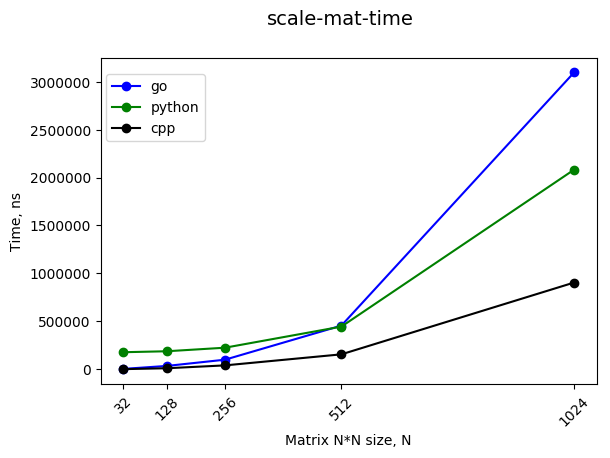 scale-mat-time
go
python
cpp
3000000
2500000
2000000
1500000
1000000
500000
0
Time, ns
32
128
256
512
1024
Matrix N*N size, N